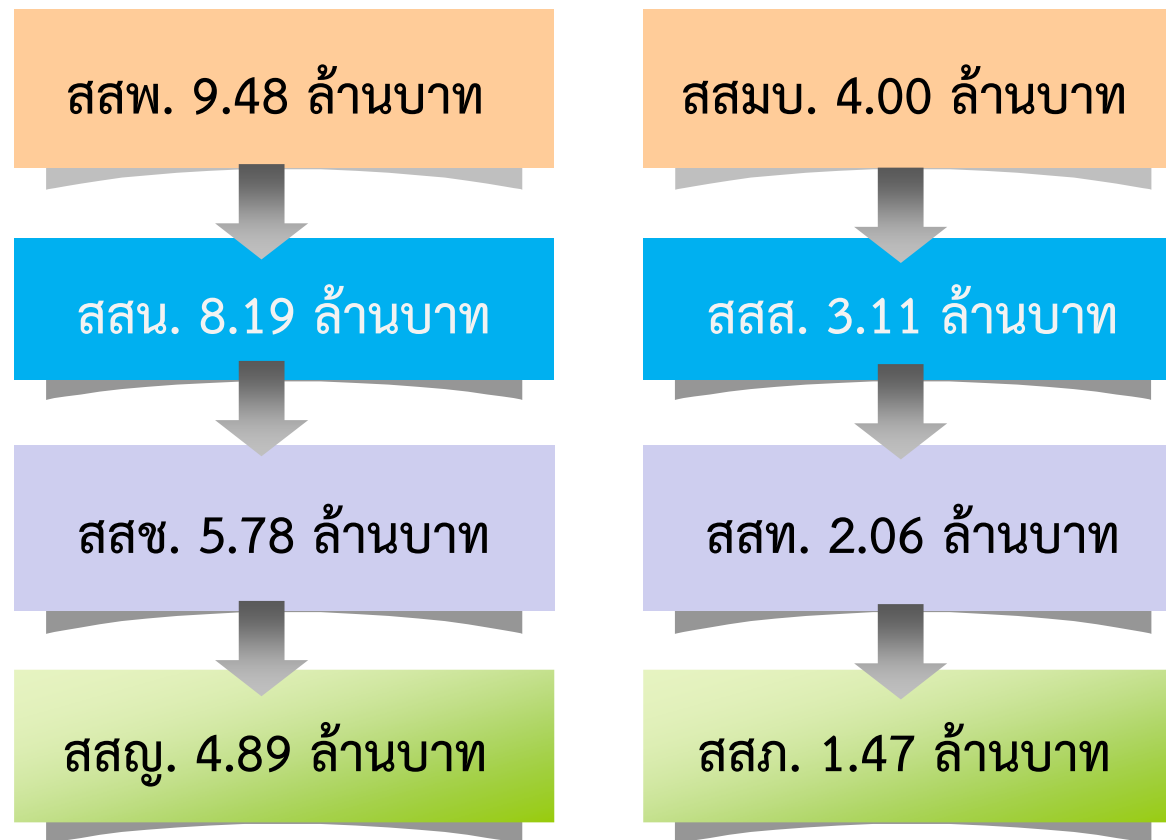 สสพ. 9.48 ล้านบาท
สสน. 8.19 ล้านบาท
สสช. 5.78 ล้านบาท
สสญ. 4.89 ล้านบาท
สสมบ. 4.00 ล้านบาท
สสส. 3.11 ล้านบาท
สสท. 2.06 ล้านบาท
สสภ. 1.47 ล้านบาท